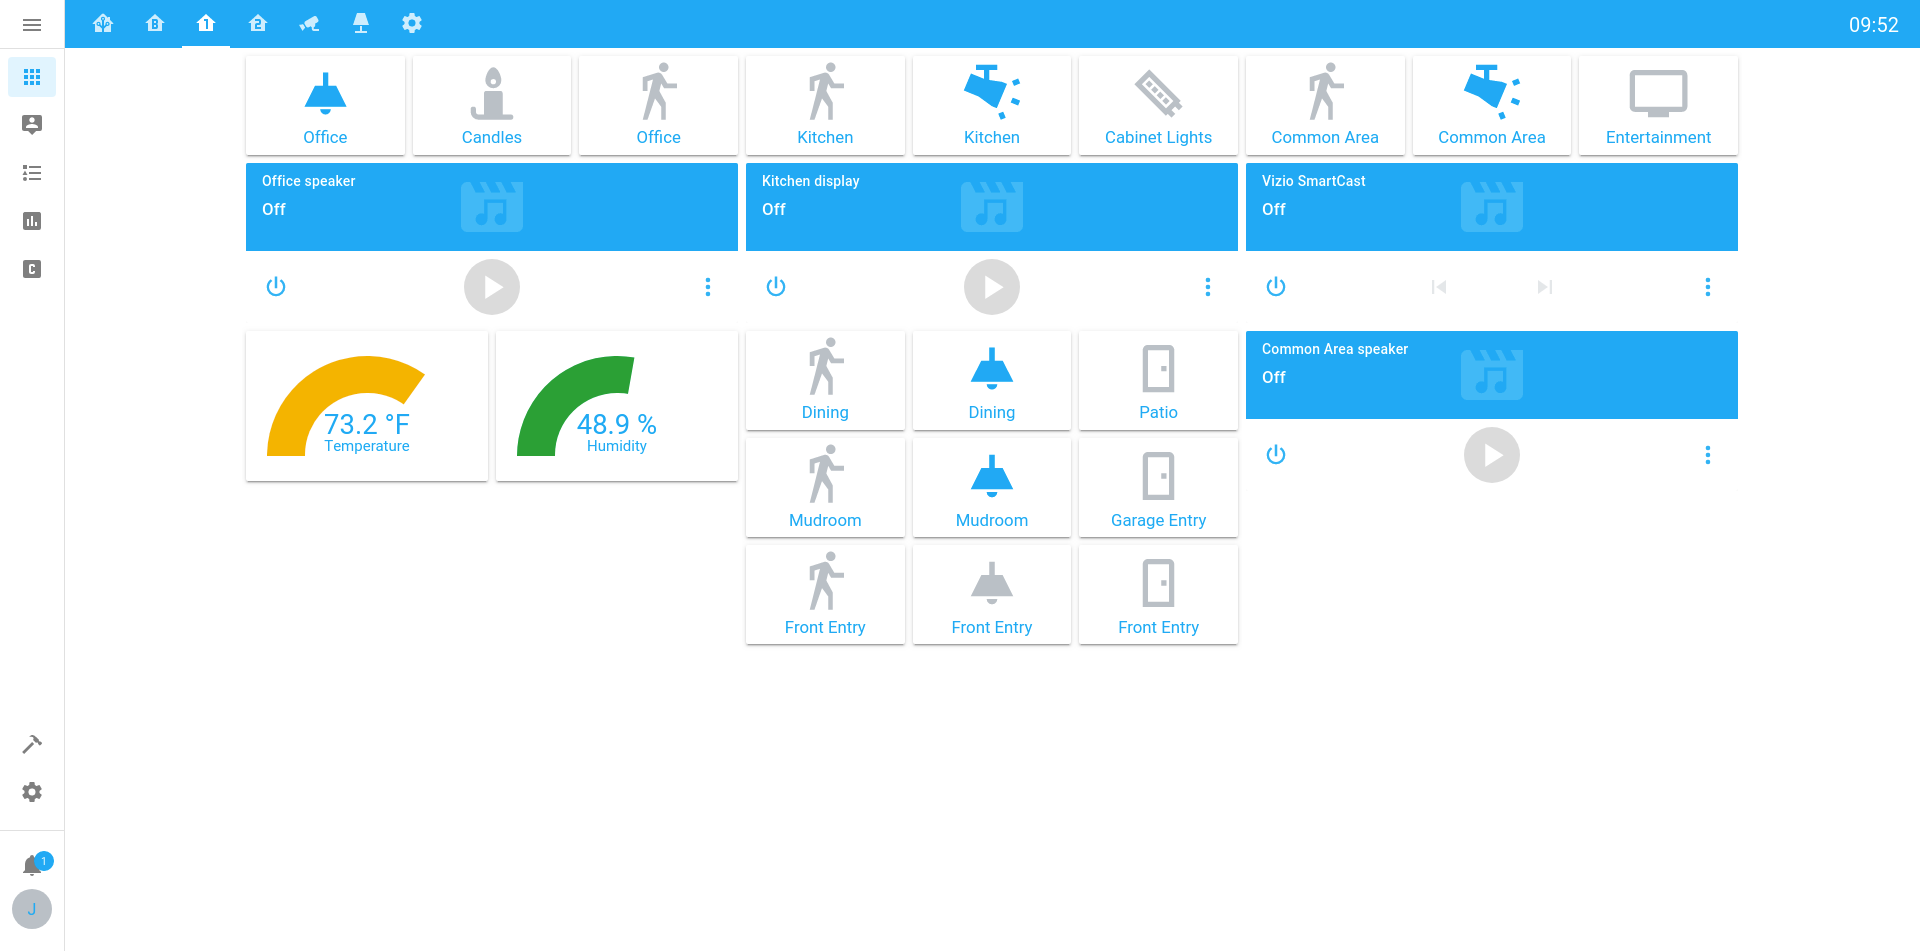 09:52
Office
Candles
Office
Kitchen
Kitchen
Cabinet Lights
Common Area
Common Area
Entertainment
Office speaker
Off
Kitchen display
Off
Vizio SmartCast
Off
73.2 °F
Temperature
48.9 %
Humidity
Dining
Dining
Patio
Common Area speaker
Off
Mudroom
Mudroom
Garage Entry
Front Entry
Front Entry
Front Entry
1
J